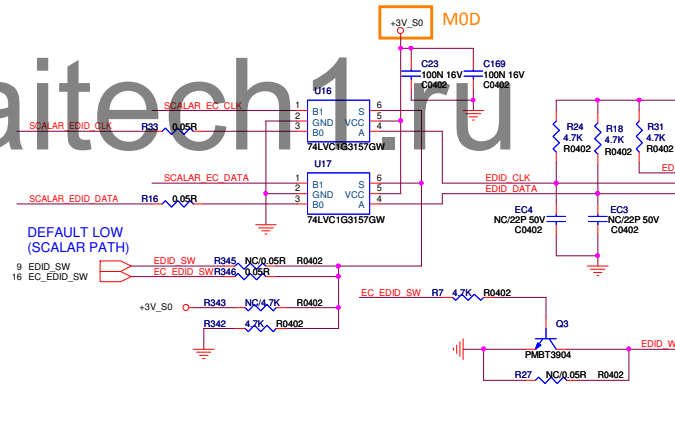 +3V_S0 M0D
C23 C169
100N 16V 100N 16V
C0402 C0402
aitech1.ru
U16
SCALAR_EC_CLK 1 B1 S 6
2 GND VCC 5
SCALAR_EDID_CLK R33 0.05R 3 B0 A 4
74LVC1G3157GW
R24 R18 R31
4.7K 4.7K 4.7K
R0402 R0402 R0402
U17
SCALAR_EC_DATA 1 B1 S 6
2 GND VCC 5
SCALAR_EDID_DATA R16 0.05R 3 B0 A 4
74LVC1G3157GW
EDID_CLK
EDID_DATA
ED
EC4 EC3
NC/22P 50V NC/22P 50V
C0402 C0402
DEFAULT LOW
(SCALAR PATH)
9 EDID_SW EDID_SW R345 NC/0.05R R0402
16 EC_EDID_SW EC_EDID_SW R346 0.05R
+3V_S0 R343 NC/4.7K R0402
R342 4.7K R0402
EC_EDID_SW R7 4.7K R0402
Q3
PMBT3904
EDID_W
R27 NC/0.05R R0402